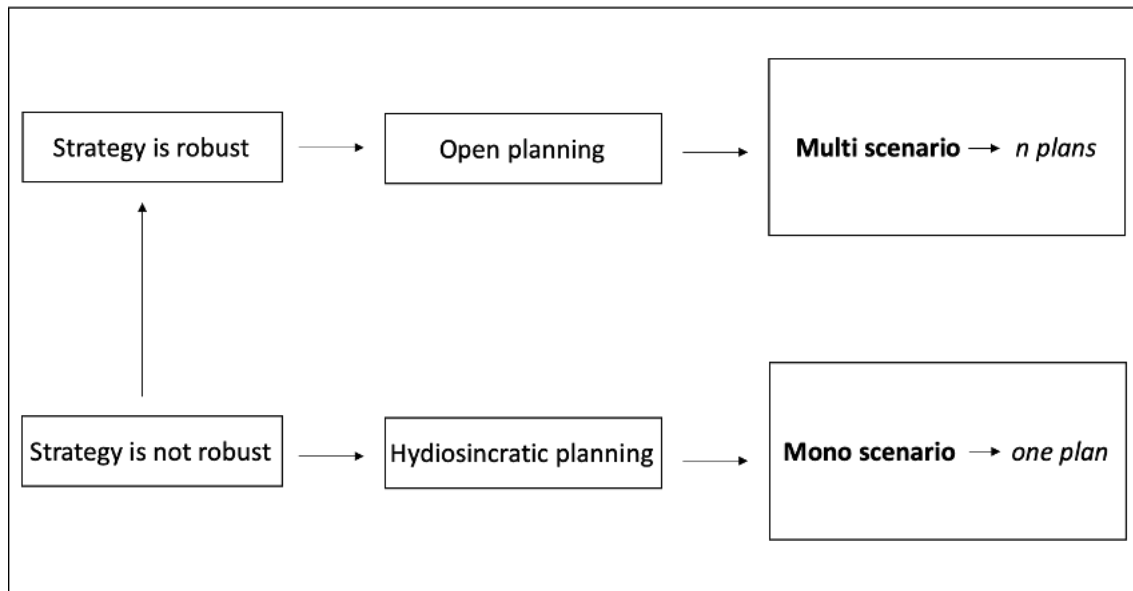 Strategy is robust
Open planning
Multi scenario → n plans
Strategy is not robust
Hydiosincratic planning
Mono scenario → one plan